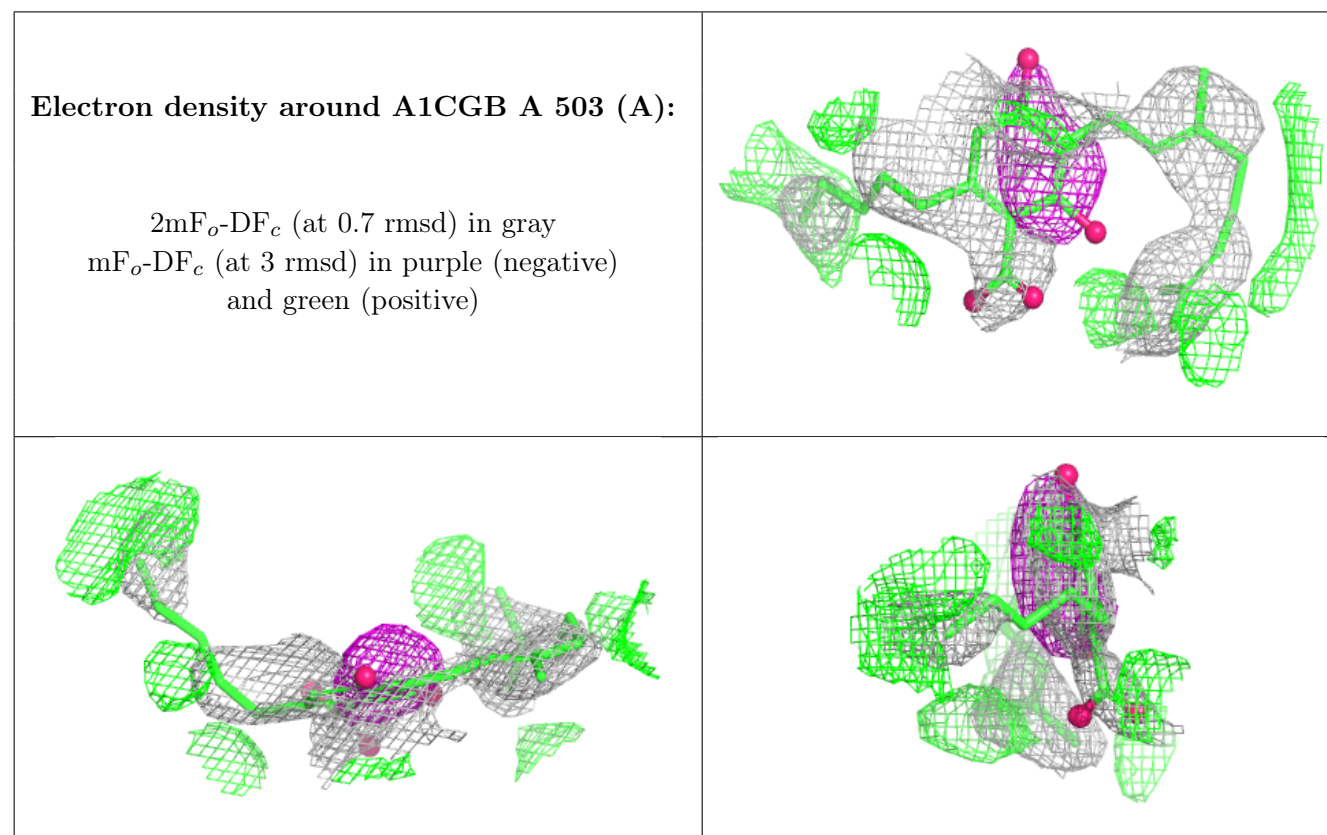 Electron density around A1CGB A 503 (A):
2mFₒ-DF𝒸 (at 0.7 rmsd) in gray
mFₒ-DF𝒸 (at 3 rmsd) in purple (negative)
and green (positive)